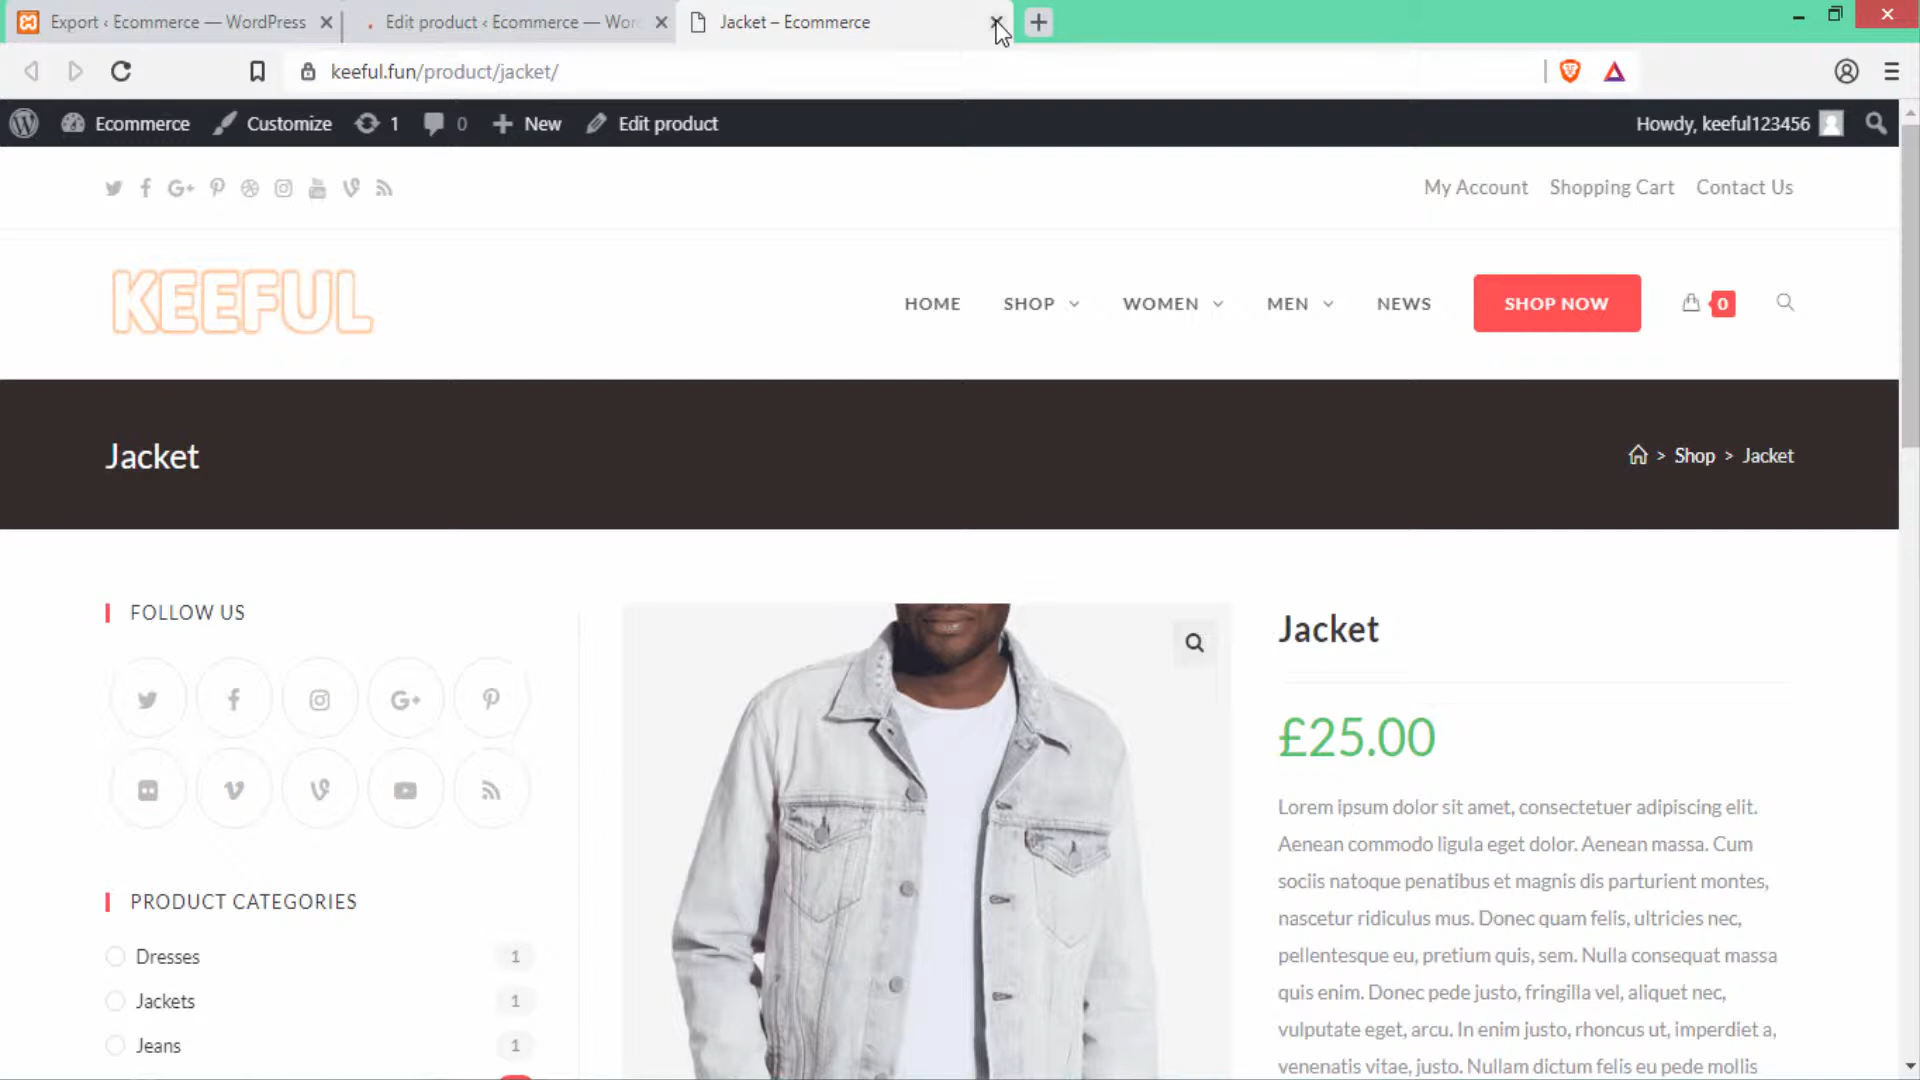 Export ‹ Ecommerce — WordPress
Edit product ‹ Ecommerce — Wor
Jacket – Ecommerce
keeful.fun/product/jacket/
Ecommerce
Customize
1
0
New
Edit product
Howdy, keeful123456
My Account
Shopping Cart
Contact Us
KEEFUL
HOME
SHOP
WOMEN
MEN
NEWS
SHOP NOW
0
Jacket
> Shop > Jacket
FOLLOW US
PRODUCT CATEGORIES
Dresses 1
Jackets 1
Jeans 1
Jacket
£25.00
Lorem ipsum dolor sit amet, consectetuer adipiscing elit.
Aenean commodo ligula eget dolor. Aenean massa. Cum
sociis natoque penatibus et magnis dis parturient montes,
nascetur ridiculus mus. Donec quam felis, ultricies nec,
pellentesque eu, pretium quis, sem. Nulla consequat massa
quis enim. Donec pede justo, fringilla vel, aliquet nec,
vulputate eget, arcu. In enim justo, rhoncus ut, imperdiet a,
venenatis vitae, justo. Nullam dictum felis eu pede mollis